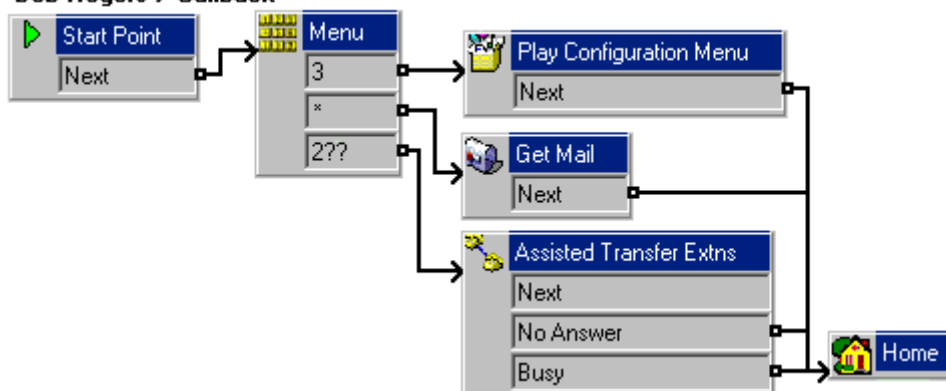 Start Point
Next
Menu
3
*
2??
Play Configuration Menu
Next
Get Mail
Next
Assisted Transfer Extns
Next
No Answer
Busy
Home